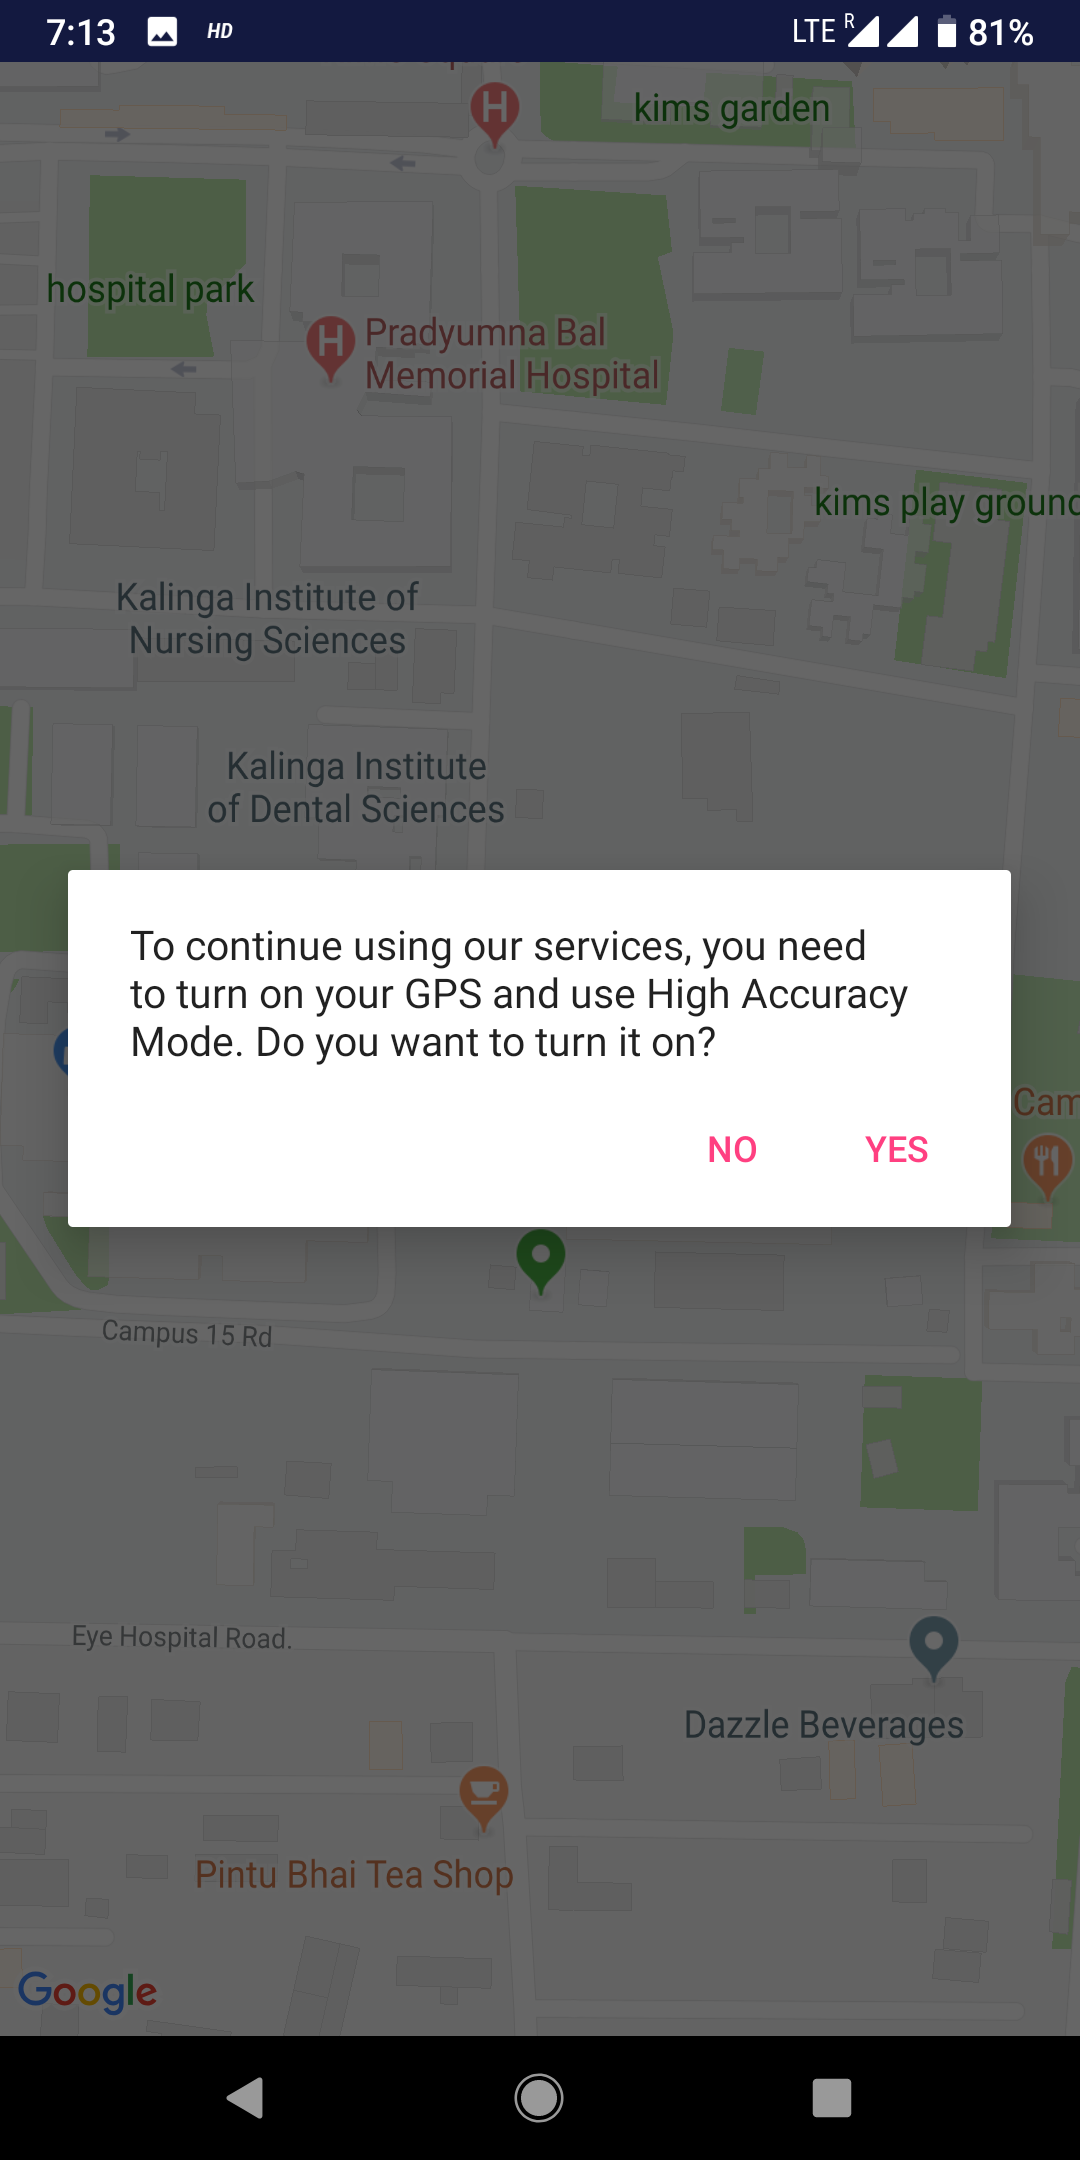 7:13 HD LTE R 81%
kims garden
hospital park
Pradyumna Bal
Memorial Hospital
kims play ground
Kalinga Institute of
Nursing Sciences
Kalinga Institute
of Dental Sciences
To continue using our services, you need
to turn on your GPS and use High Accuracy
Mode. Do you want to turn it on?
Cam
NO YES
Campus 15 Rd
Eye Hospital Road.
Dazzle Beverages
Pintu Bhai Tea Shop
Google